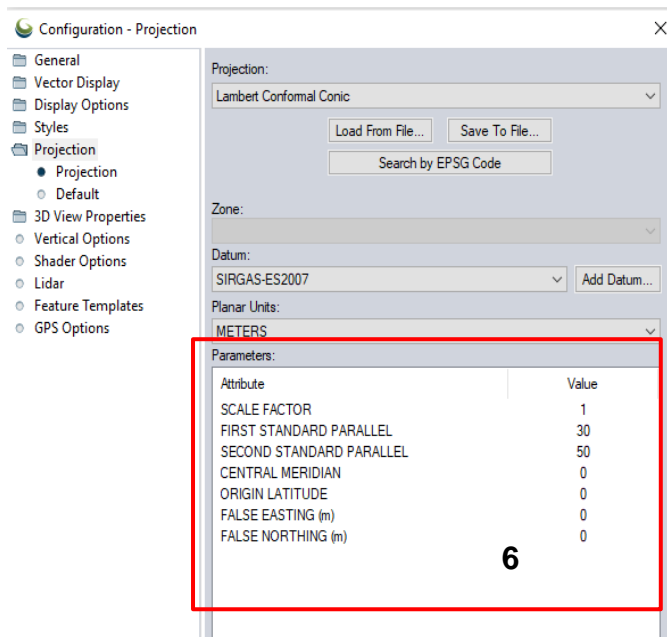 Configuration - Projection
General
Vector Display
Display Options
Styles
Projection
Projection
Default
3D View Properties
Vertical Options
Shader Options
Lidar
Feature Templates
GPS Options
Projection:
Lambert Conformal Conic
Load From File... Save To File...
Search by EPSG Code
Zone:
Datum:
SIRGAS-ES2007 Add Datum...
Planar Units:
METERS
Parameters:
Attribute Value
SCALE FACTOR 1
FIRST STANDARD PARALLEL 30
SECOND STANDARD PARALLEL 50
CENTRAL MERIDIAN 0
ORIGIN LATITUDE 0
FALSE EASTING (m) 0
FALSE NORTHING (m) 0
6